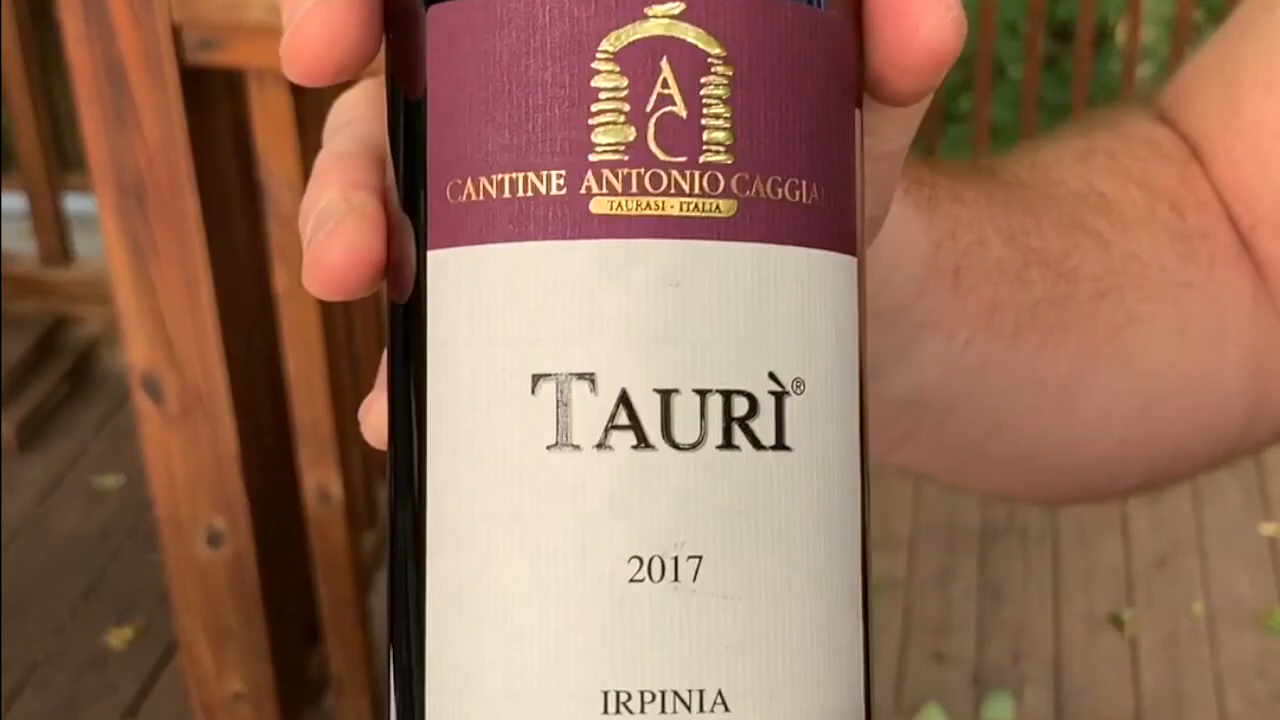 AC
CANTINE ANTONIO CAGGIA
TAURASI - ITALIA
TAURÌ®
2017
IRPINIA